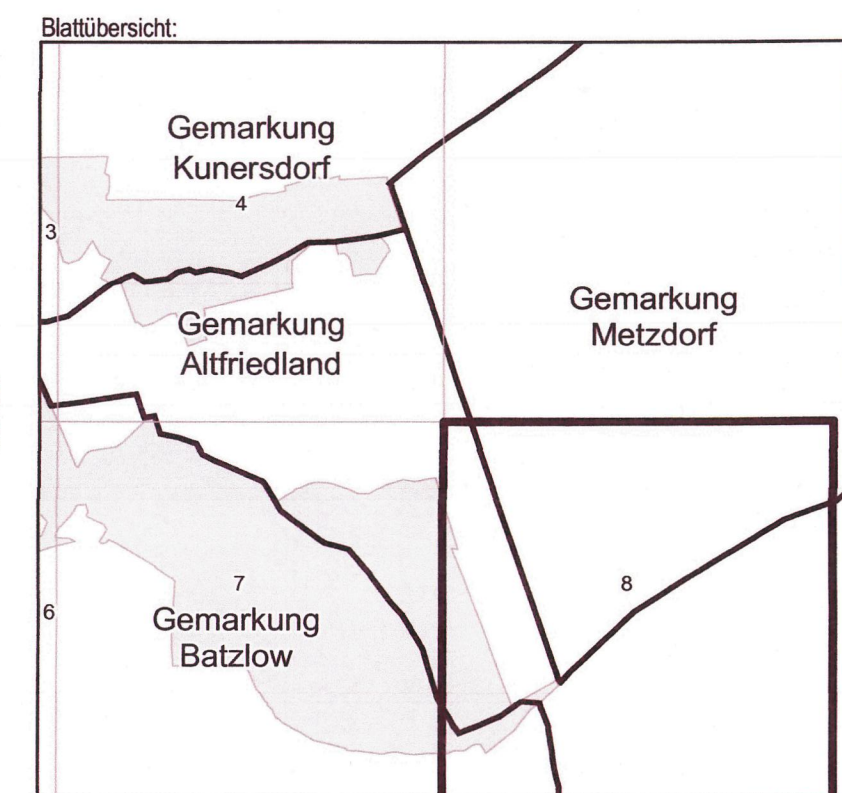 Blattübersicht:
Gemarkung
Kunersdorf
4
3
Gemarkung
Metzdorf
Gemarkung
Altfriedland
7
8
6
Gemarkung
Batzlow